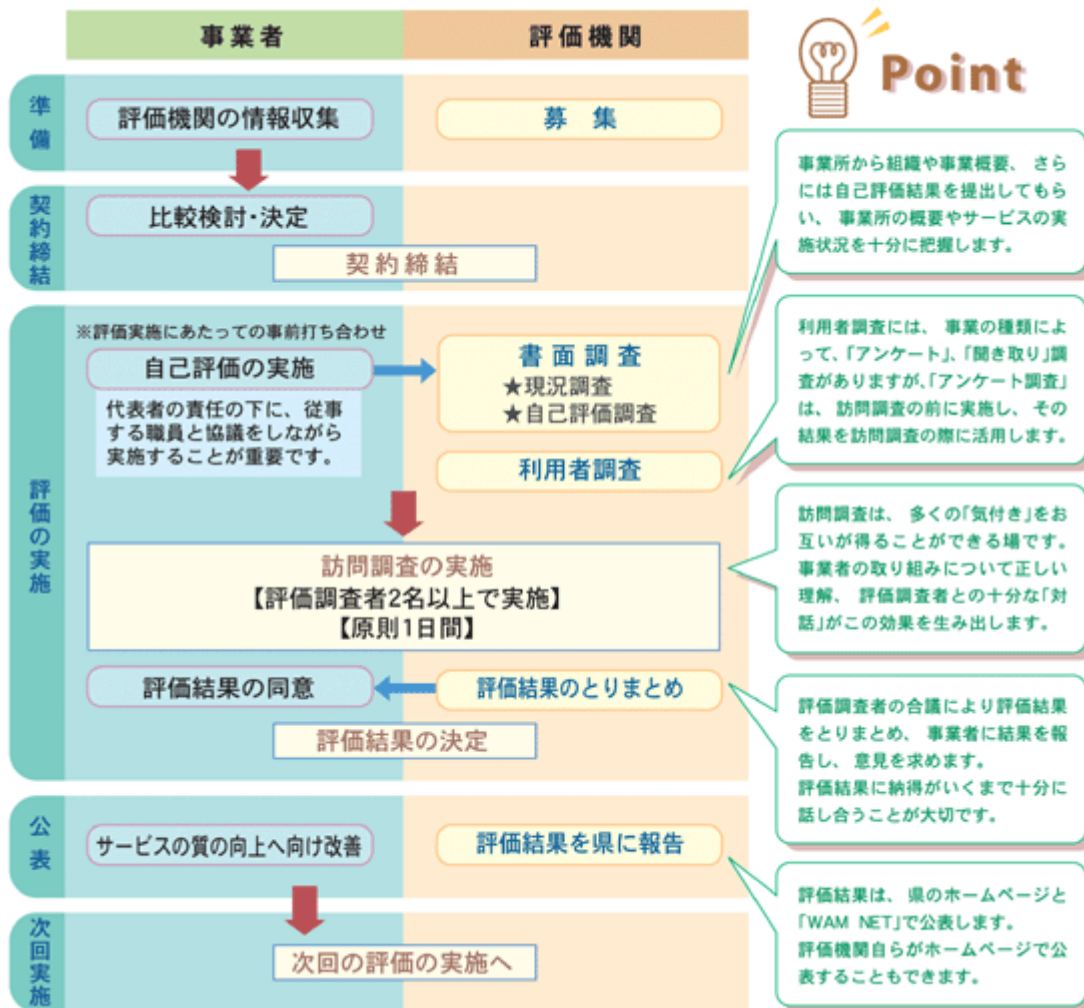 事業者
評価機関
Point
準備
評価機関の情報収集
募 集
事業所から組織や事業概要、 さら
には自己評価結果を提出してもら
い、 事業所の概要やサービスの実
施状況を十分に把握します。
契約締結
比較検討・決定
契約締結
評価の実施
※評価実施にあたっての事前打ち合わせ
自己評価の実施
代表者の責任の下に、従事
する職員と協議をしながら
実施することが重要です。
書面調査
★現況調査
★自己評価調査
利用者調査
利用者調査には、 事業の種類によ
って、「アンケート」、「聞き取り」調
査がありますが、「アンケート調査」
は、 訪問調査の前に実施し、 その
結果を訪問調査の際に活用します。
訪問調査の実施
【評価調査者2名以上で実施】
【原則1日間】
訪問調査は、 多くの「気付き」をお
互いが得ることができる場です。
事業者の取り組みについて正しい
理解、 評価調査者との十分な「対
話」がこの効果を生み出します。
評価結果の同意
評価結果のとりまとめ
評価結果の決定
評価調査者の合議により評価結果
をとりまとめ、 事業者に結果を報
告し、 意見を求めます。
評価結果に納得がいくまで十分に
話し合うことが大切です。
公表
サービスの質の向上へ向け改善
評価結果を県に報告
評価結果は、 県のホームページと
「WAM NET」で公表します。
評価機関自らがホームページで公
表することもできます。
次回実施
次回の評価の実施へ